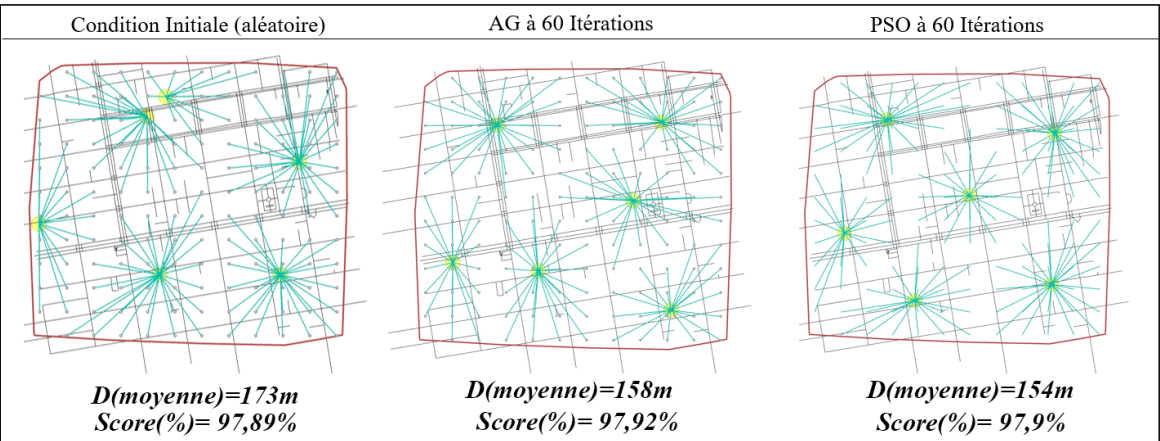 Condition Initiale (aléatoire)
AG à 60 Itérations
PSO à 60 Itérations
D(moyenne)=173m
Score(%)= 97,89%
D(moyenne)=158m
Score(%)= 97,92%
D(moyenne)=154m
Score(%)= 97,9%